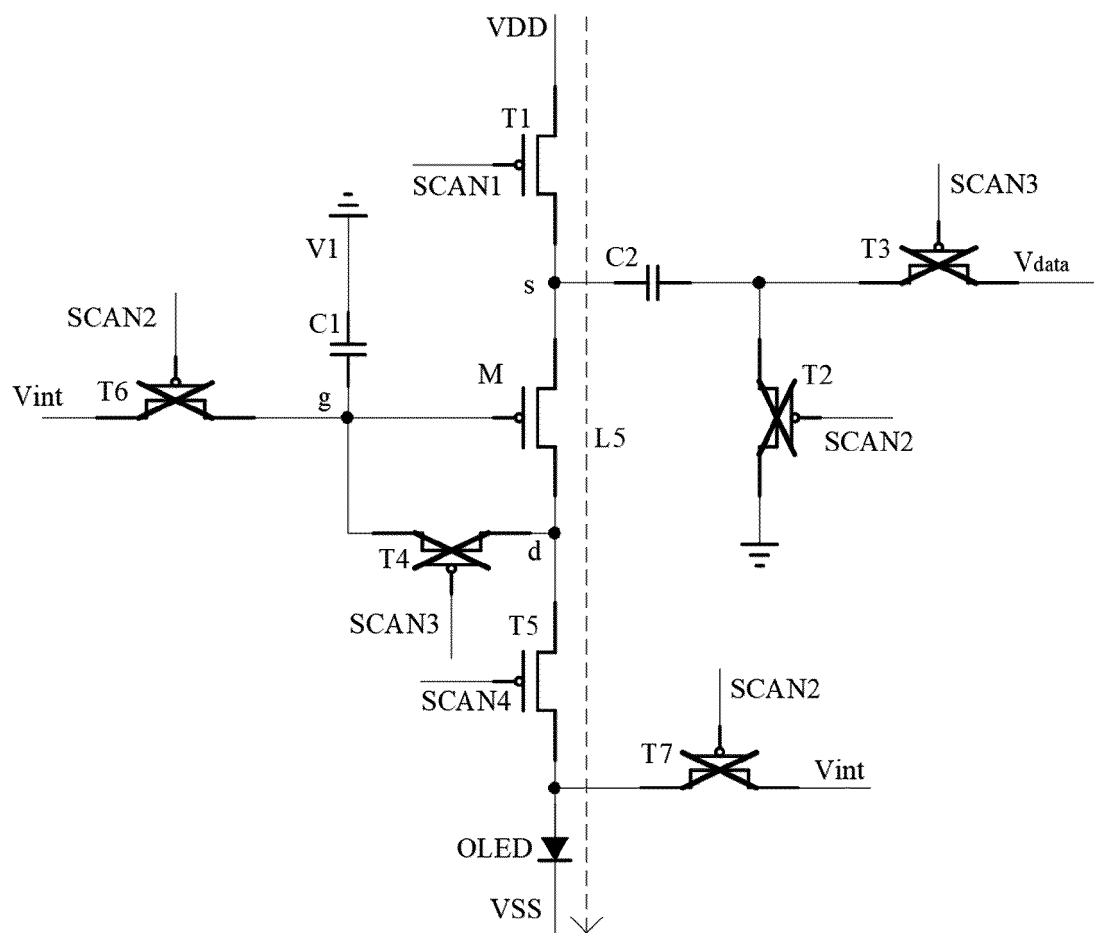 VDD
T1
SCAN1
SCAN3
V1
T3
C2
s
Vdata
SCAN2
C1
T6
M
T2
Vint
g
L5
SCAN2
T4
d
SCAN3
T5
SCAN4
SCAN2
T7
Vint
OLED
VSS